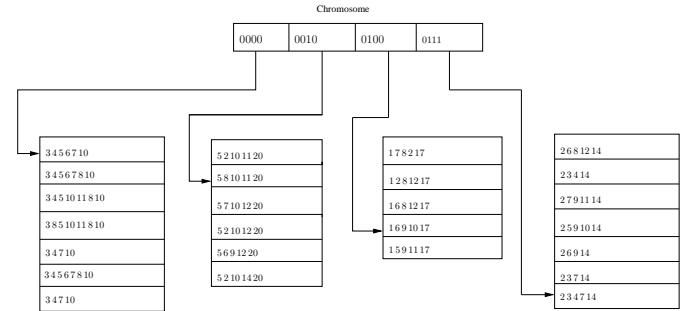 Chromosome
0000 0010 0100 0111
3 4 5 6 7 10
3 4 5 6 7 8 10
3 4 5 10 11 8 10
3 8 5 10 11 8 10
3 4 7 10
3 4 5 6 7 8 10
3 4 7 10
5 2 10 11 20
5 8 10 11 20
5 7 10 12 20
5 2 10 12 20
5 6 9 12 20
5 2 10 14 20
1 7 8 2 17
1 2 8 12 17
1 6 8 12 17
1 6 9 10 17
1 5 9 11 17
2 6 8 12 14
2 3 4 14
2 7 9 11 14
2 5 9 10 14
2 6 9 14
2 3 7 14
2 3 4 7 14